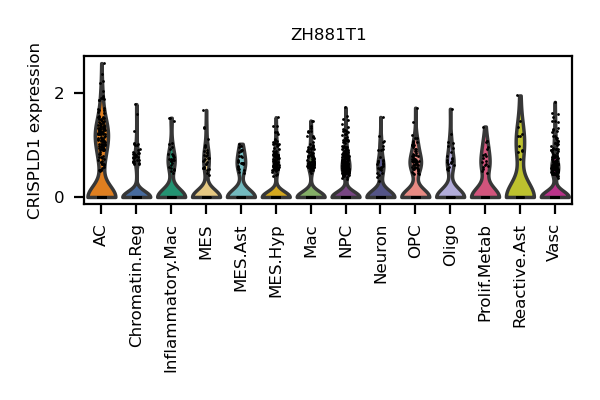 ZH881T1
CRISPLD1 expression
2
0
AC
Chromatin.Reg
Inflammatory.Mac
MES
MES.Ast
MES.Hyp
Mac
NPC
Neuron
OPC
Oligo
Prolif.Metab
Reactive.Ast
Vasc